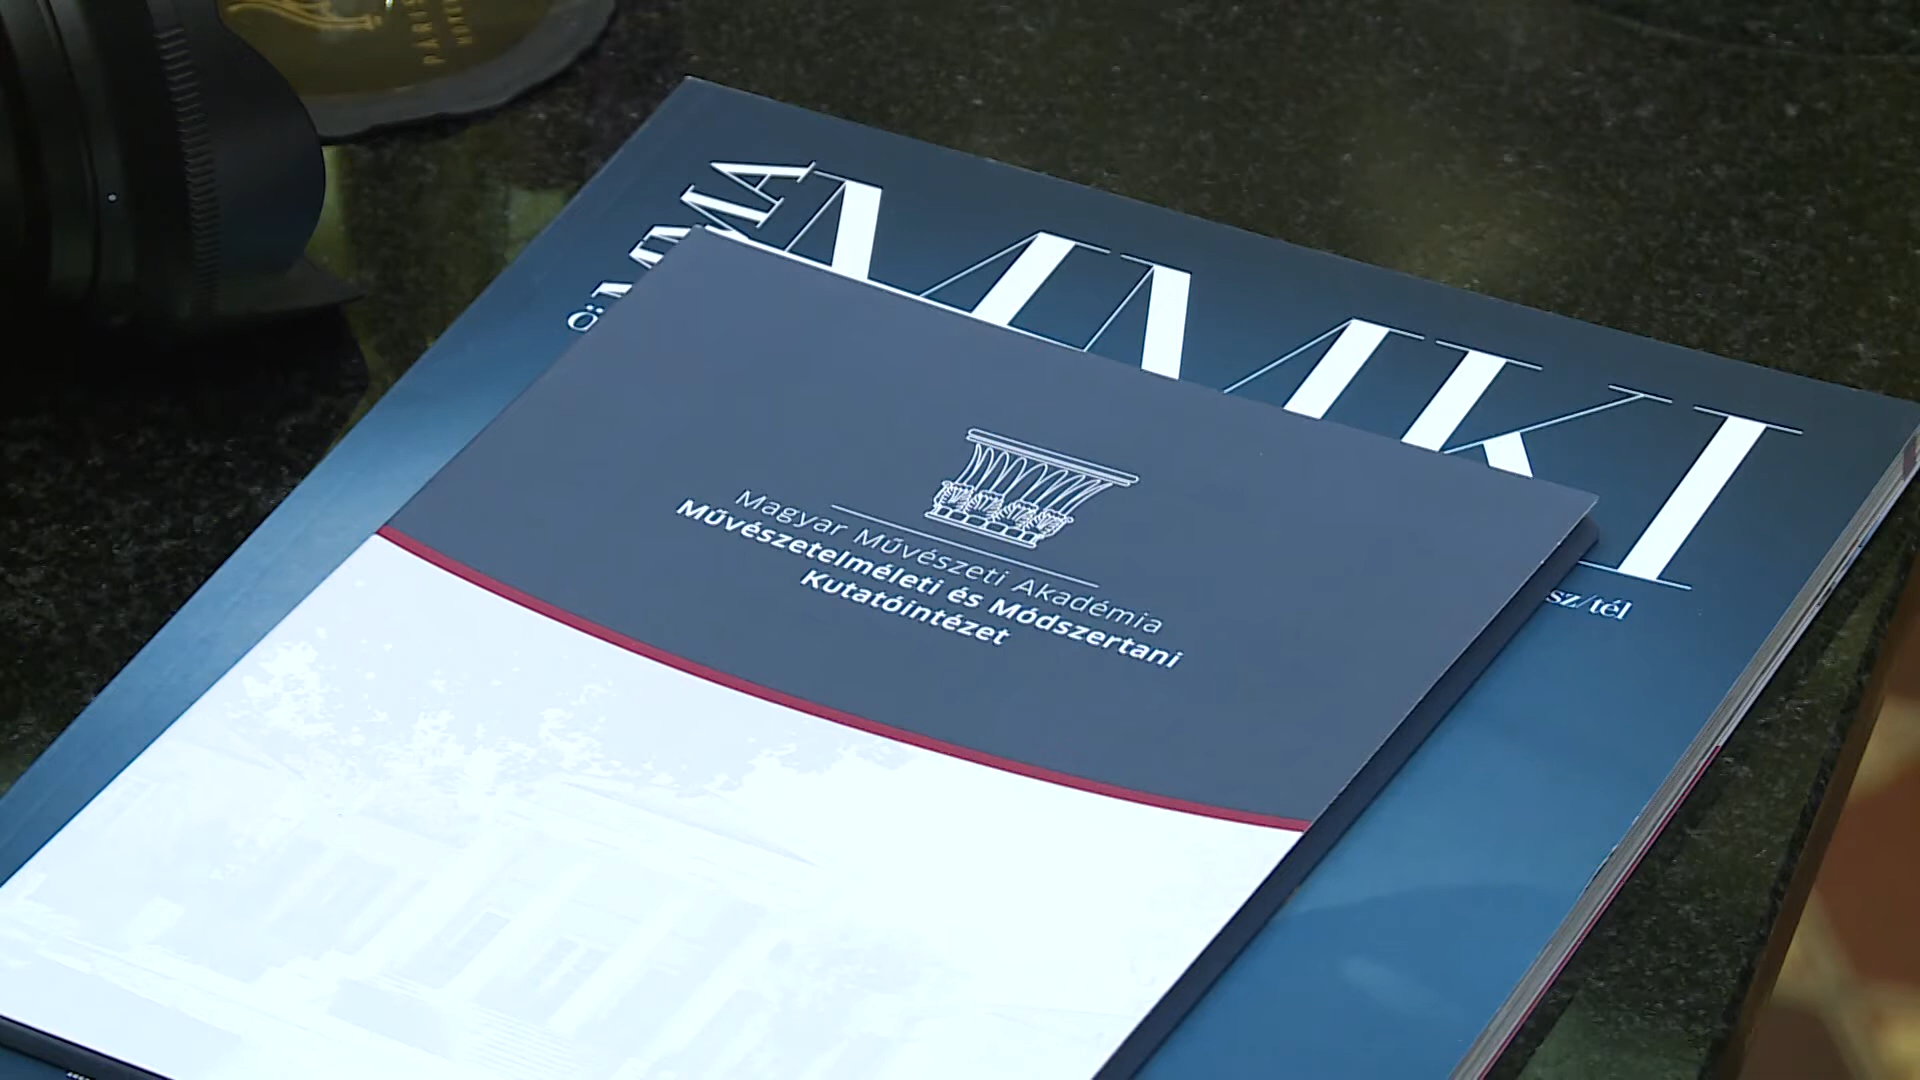 MMKI
sz/tél
Magyar Művészeti Akadémia
Művészetelméleti és Módszertani
Kutatóintézet